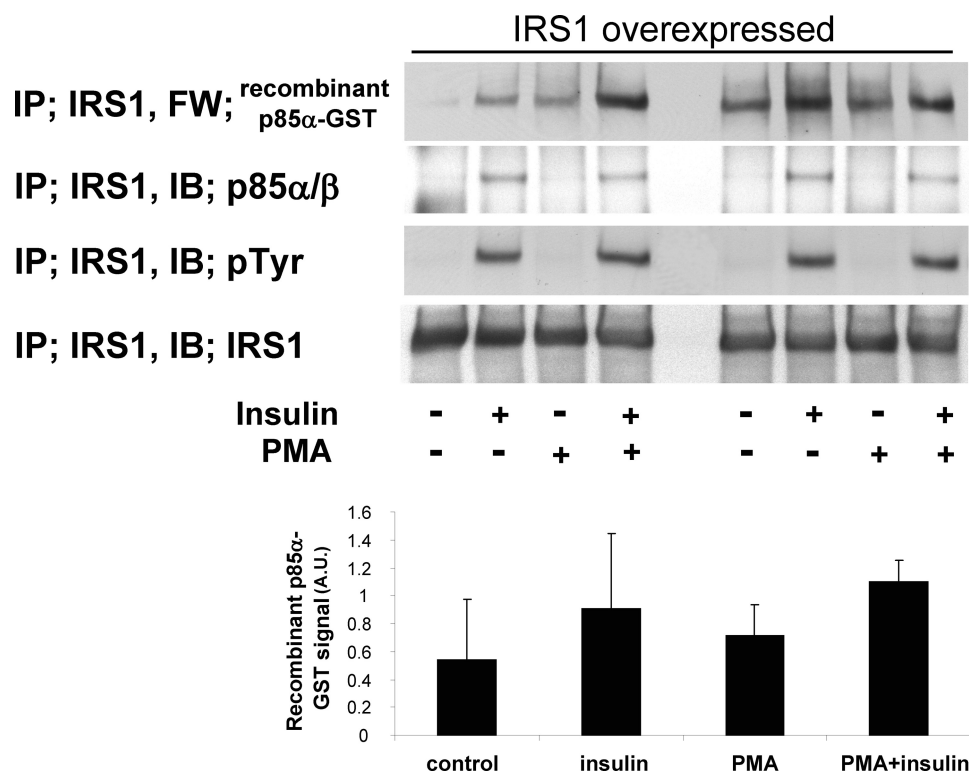 IRS1 overexpressed
IP; IRS1, FW; recombinant
p85α-GST
IP; IRS1, IB; p85α/β
IP; IRS1, IB; pTyr
IP; IRS1, IB; IRS1
Insulin - + - + - + - +
PMA - - + + - - + +
Recombinant p85α-
GST signal (A.U.)
1.6
1.4
1.2
1
0.8
0.6
0.4
0.2
0
control insulin PMA PMA+insulin